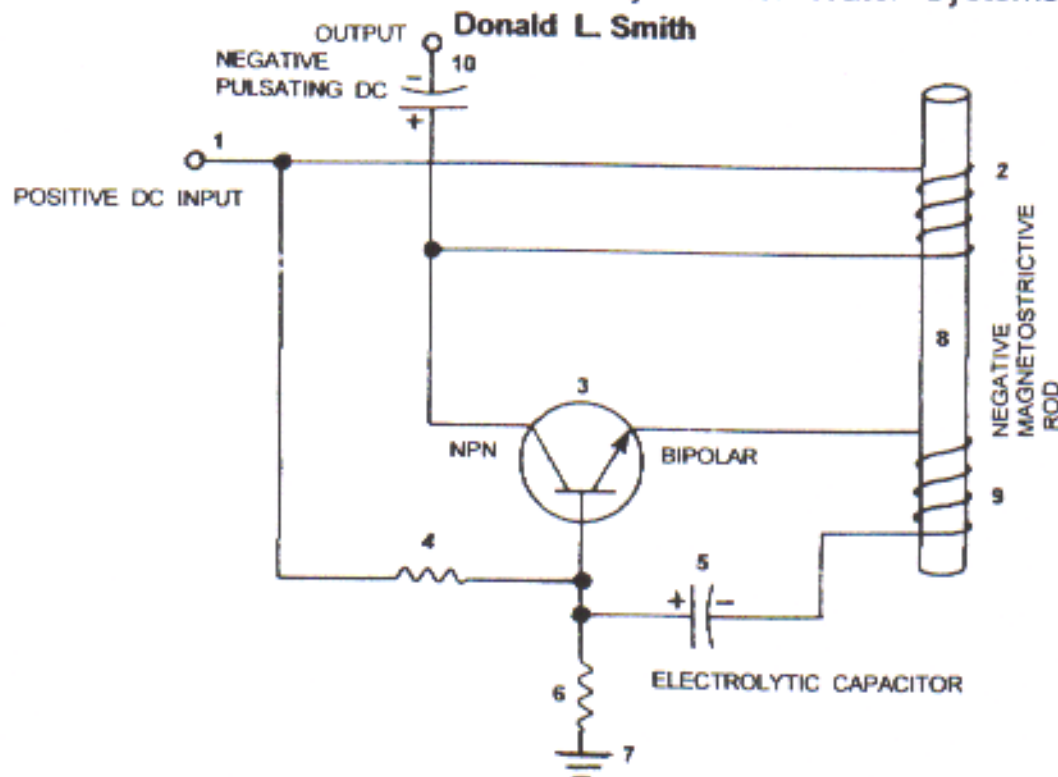 Systems
Donald L. Smith
OUTPUT
10
NEGATIVE
PULSATING DC
-
+
1
POSITIVE DC INPUT
2
3
NPN
BIPOLAR
8
NEGATIVE
MAGNETOSTRICTIVE
ROD
9
4
5
+
-
ELECTROLYTIC CAPACITOR
6
7